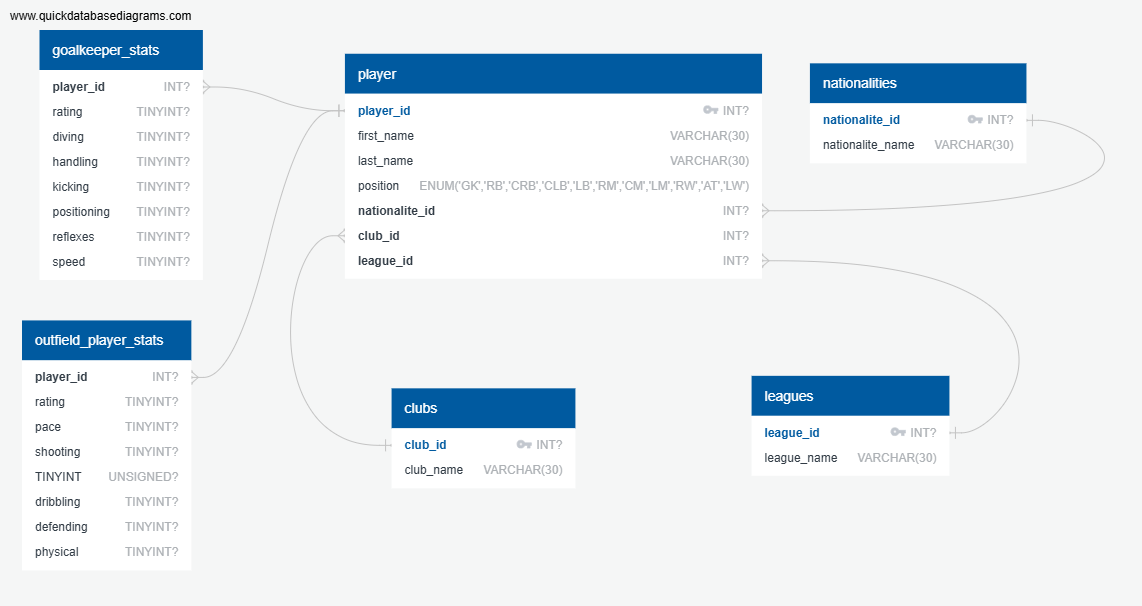 www.quickdatabasediagrams.com
goalkeeper_stats
player_id INT?
rating TINYINT?
diving TINYINT?
handling TINYINT?
kicking TINYINT?
positioning TINYINT?
reflexes TINYINT?
speed TINYINT?
outfield_player_stats
player_id INT?
rating TINYINT?
pace TINYINT?
shooting TINYINT?
TINYINT UNSIGNED?
dribbling TINYINT?
defending TINYINT?
physical TINYINT?
player
player_id INT?
first_name VARCHAR(30)
last_name VARCHAR(30)
position ENUM('GK','RB','CRB','CLB','LB','RM','CM','LM','RW','AT','LW')
nationalite_id INT?
club_id INT?
league_id INT?
clubs
club_id INT?
club_name VARCHAR(30)
nationalities
nationalite_id INT?
nationalite_name VARCHAR(30)
leagues
league_id INT?
league_name VARCHAR(30)